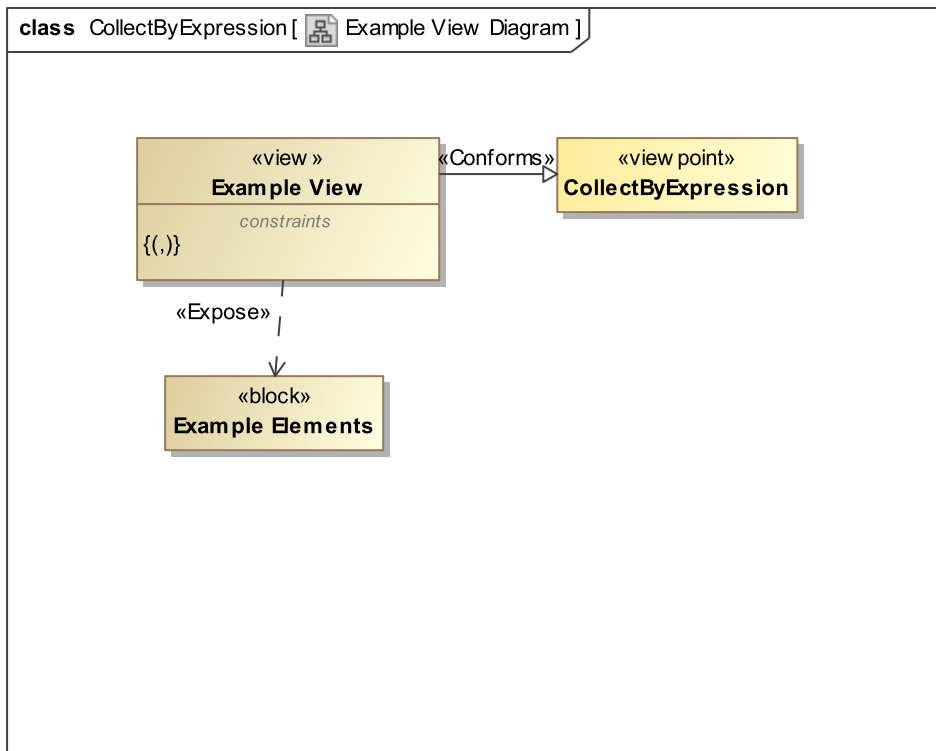 class CollectByExpression [ Example View Diagram ]
«view » «Conforms» «view point»
Example View CollectByExpression
constraints
{(,)}
«Expose»
«block»
Example Elements